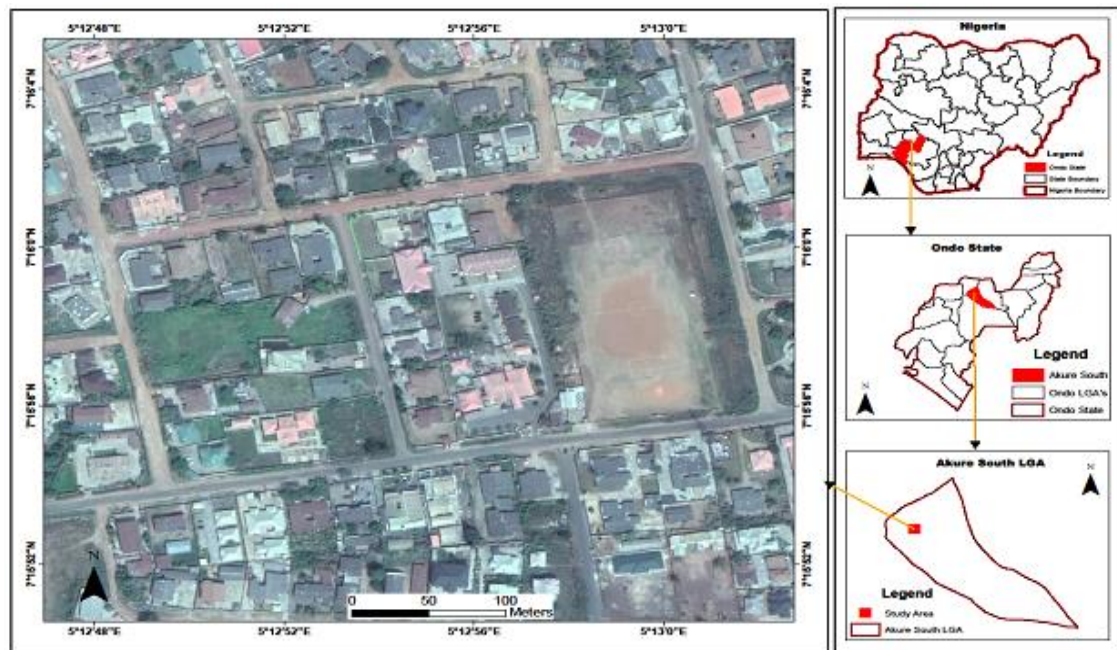 5°12'48"E 5°12'52"E 5°12'56"E 5°13'0"E
7°16'4"N 7°16'4"N
7°16'0"N 7°16'0"N
7°15'56"N 7°15'56"N
7°15'52"N 7°15'52"N
N
0 50 100
Meters
5°12'48"E 5°12'52"E 5°12'56"E 5°13'0"E
Nigeria
N
Legend
Ondo State
State Boundary
Nigeria Boundary
Ondo State
N
Legend
Akure South
Ondo LGA's
Ondo State
Akure South LGA
N
Legend
Study Area
Akure South LGA